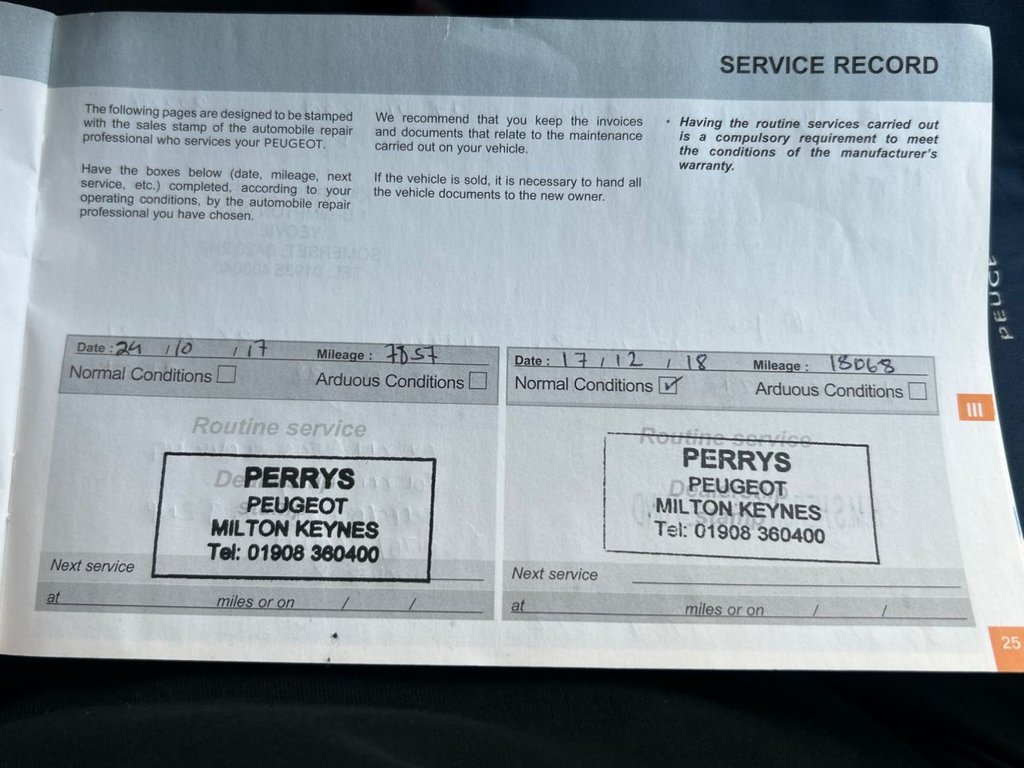 SERVICE RECORD
The following pages are designed to be stamped
with the sales stamp of the automobile repair
professional who services your PEUGEOT.
Have the boxes below (date, mileage, next
service, etc.) completed, according to your
operating conditions, by the automobile repair
professional you have chosen.
We recommend that you keep the invoices
and documents that relate to the maintenance
carried out on your vehicle.
If the vehicle is sold, it is necessary to hand all
the vehicle documents to the new owner.
• Having the routine services carried out
is a compulsory requirement to meet
the conditions of the manufacturer's
warranty.
Date : 24 / 10 / 17 Mileage : 7857
Normal Conditions Arduous Conditions
Routine service
PERRYS
PEUGEOT
MILTON KEYNES
Tel: 01908 360400
Next service
at miles or on / /
Date : 17 / 12 / 18 Mileage : 18068
Normal Conditions ✓ Arduous Conditions
Routine service
PERRYS
PEUGEOT
MILTON KEYNES
Tel: 01908 360400
Next service
at miles or on / /
III
25